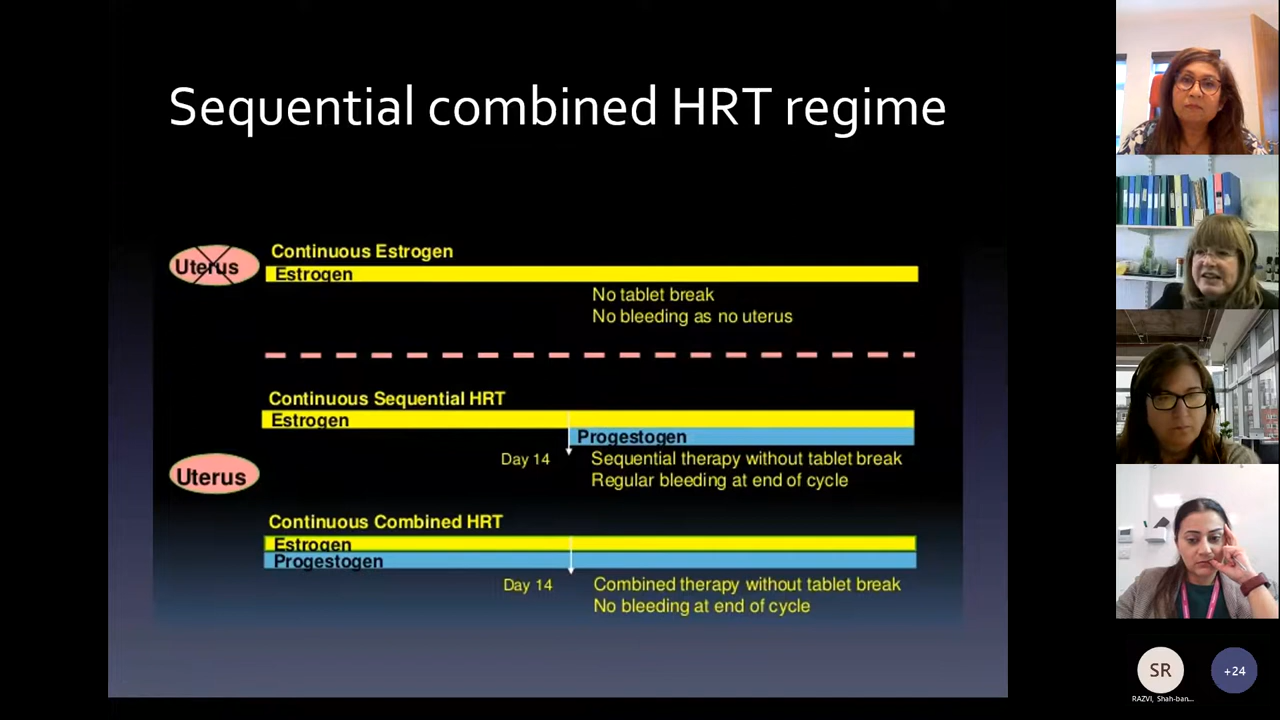 Sequential combined HRT regime
Uterus
Continuous Estrogen
Estrogen
No tablet break
No bleeding as no uterus
Continuous Sequential HRT
Estrogen
Progestogen
Day 14
Sequential therapy without tablet break
Regular bleeding at end of cycle
Uterus
Continuous Combined HRT
Estrogen
Progestogen
Day 14
Combined therapy without tablet break
No bleeding at end of cycle
SR
+24
RAZVI, Shah-ban...